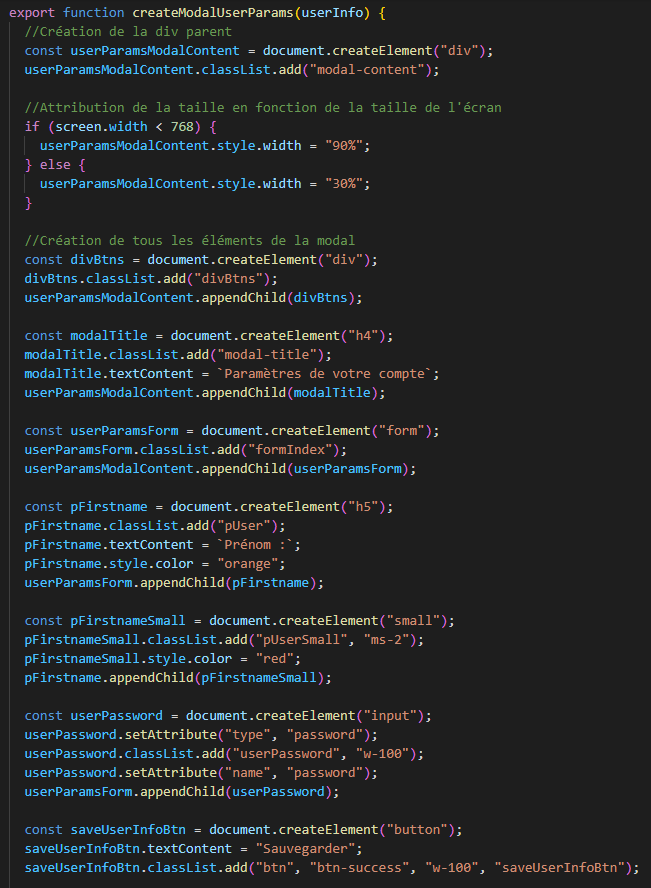 export function createModalUserParams(userInfo) {
//Création de la div parent
const userParamsModalContent = document.createElement("div");
userParamsModalContent.classList.add("modal-content");
//Attribution de la taille en fonction de la taille de l'écran
if (screen.width < 768) {
userParamsModalContent.style.width = "90%";
} else {
userParamsModalContent.style.width = "30%";
}
//Création de tous les éléments de la modal
const divBtns = document.createElement("div");
divBtns.classList.add("divBtns");
userParamsModalContent.appendChild(divBtns);
const modalTitle = document.createElement("h4");
modalTitle.classList.add("modal-title");
modalTitle.textContent = `Paramètres de votre compte`;
userParamsModalContent.appendChild(modalTitle);
const userParamsForm = document.createElement("form");
userParamsForm.classList.add("formIndex");
userParamsModalContent.appendChild(userParamsForm);
const pFirstname = document.createElement("h5");
pFirstname.classList.add("pUser");
pFirstname.textContent = `Prénom :`;
pFirstname.style.color = "orange";
userParamsForm.appendChild(pFirstname);
const pFirstnameSmall = document.createElement("small");
pFirstnameSmall.classList.add("pUserSmall", "ms-2");
pFirstnameSmall.style.color = "red";
pFirstname.appendChild(pFirstnameSmall);
const userPassword = document.createElement("input");
userPassword.setAttribute("type", "password");
userPassword.classList.add("userPassword", "w-100");
userPassword.setAttribute("name", "password");
userParamsForm.appendChild(userPassword);
const saveUserInfoBtn = document.createElement("button");
saveUserInfoBtn.textContent = "Sauvegarder";
saveUserInfoBtn.classList.add("btn", "btn-success", "w-100", "saveUserInfoBtn");